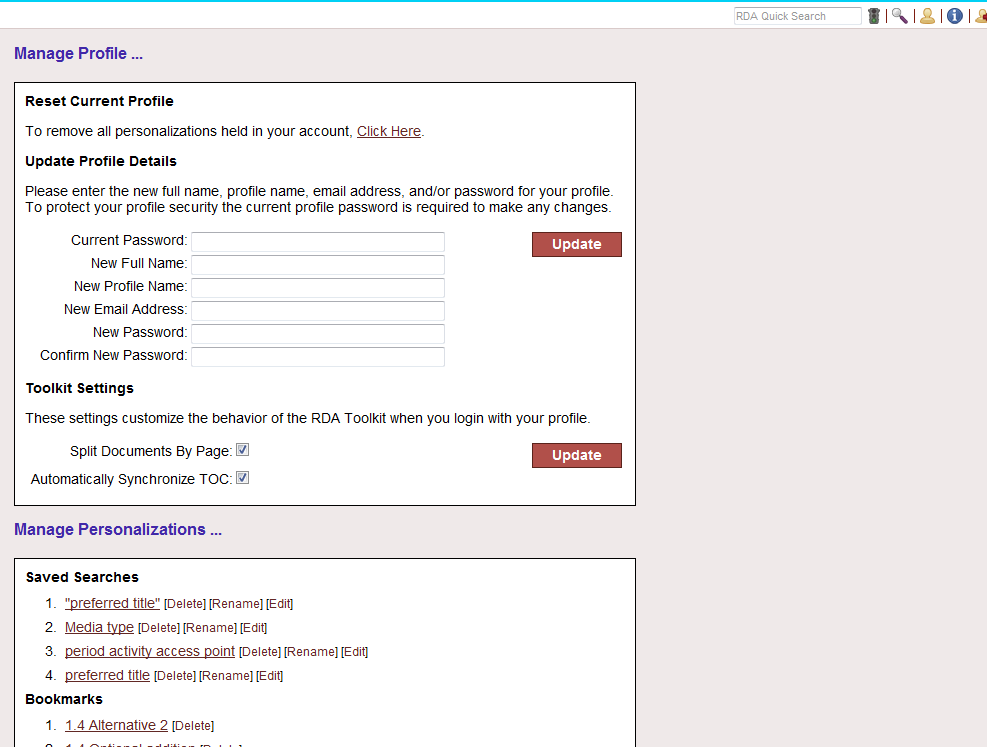 RDA Quick Search
Manage Profile ...
Reset Current Profile
To remove all personalizations held in your account, Click Here.
Update Profile Details
Please enter the new full name, profile name, email address, and/or password for your profile.
To protect your profile security the current profile password is required to make any changes.
Current Password:
Update
New Full Name:
New Profile Name:
New Email Address:
New Password:
Confirm New Password:
Toolkit Settings
These settings customize the behavior of the RDA Toolkit when you login with your profile.
Split Documents By Page:
Update
Automatically Synchronize TOC:
Manage Personalizations ...
Saved Searches
1. "preferred title" [Delete] [Rename] [Edit]
2. Media type [Delete] [Rename] [Edit]
3. period activity access point [Delete] [Rename] [Edit]
4. preferred title [Delete] [Rename] [Edit]
Bookmarks
1. 1.4 Alternative 2 [Delete]
2. 1.4 Optional addition [Delete]